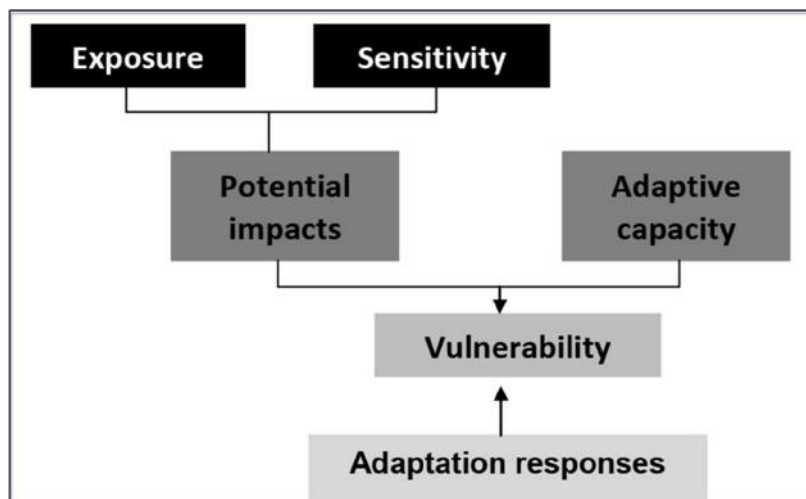 Exposure
Sensitivity
Potential
impacts
Adaptive
capacity
Vulnerability
Adaptation responses